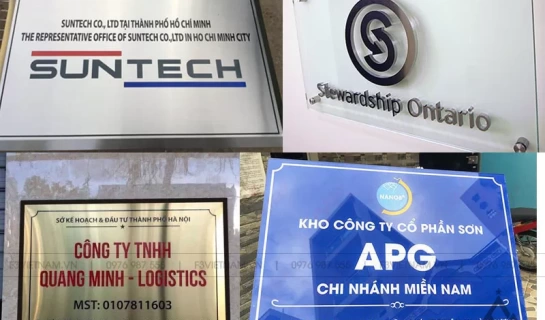 SUNTECH CO., LTD TẠI THÀNH PHỐ HỒ CHÍ MINH
THE REPRESENTATIVE OFFICE OF SUNTECH CO.,LTD IN HO CHI MINH CITY
SUNTECH
Stewardship Ontario
SỞ KẾ HOẠCH & ĐẦU TƯ THÀNH PHỐ HÀ NỘI
CÔNG TY TNHH
QUANG MINH - LOGISTICS
MST: 0107811603
KHO CÔNG TY CỔ PHẦN SƠN
APG
CHI NHÁNH MIỀN NAM